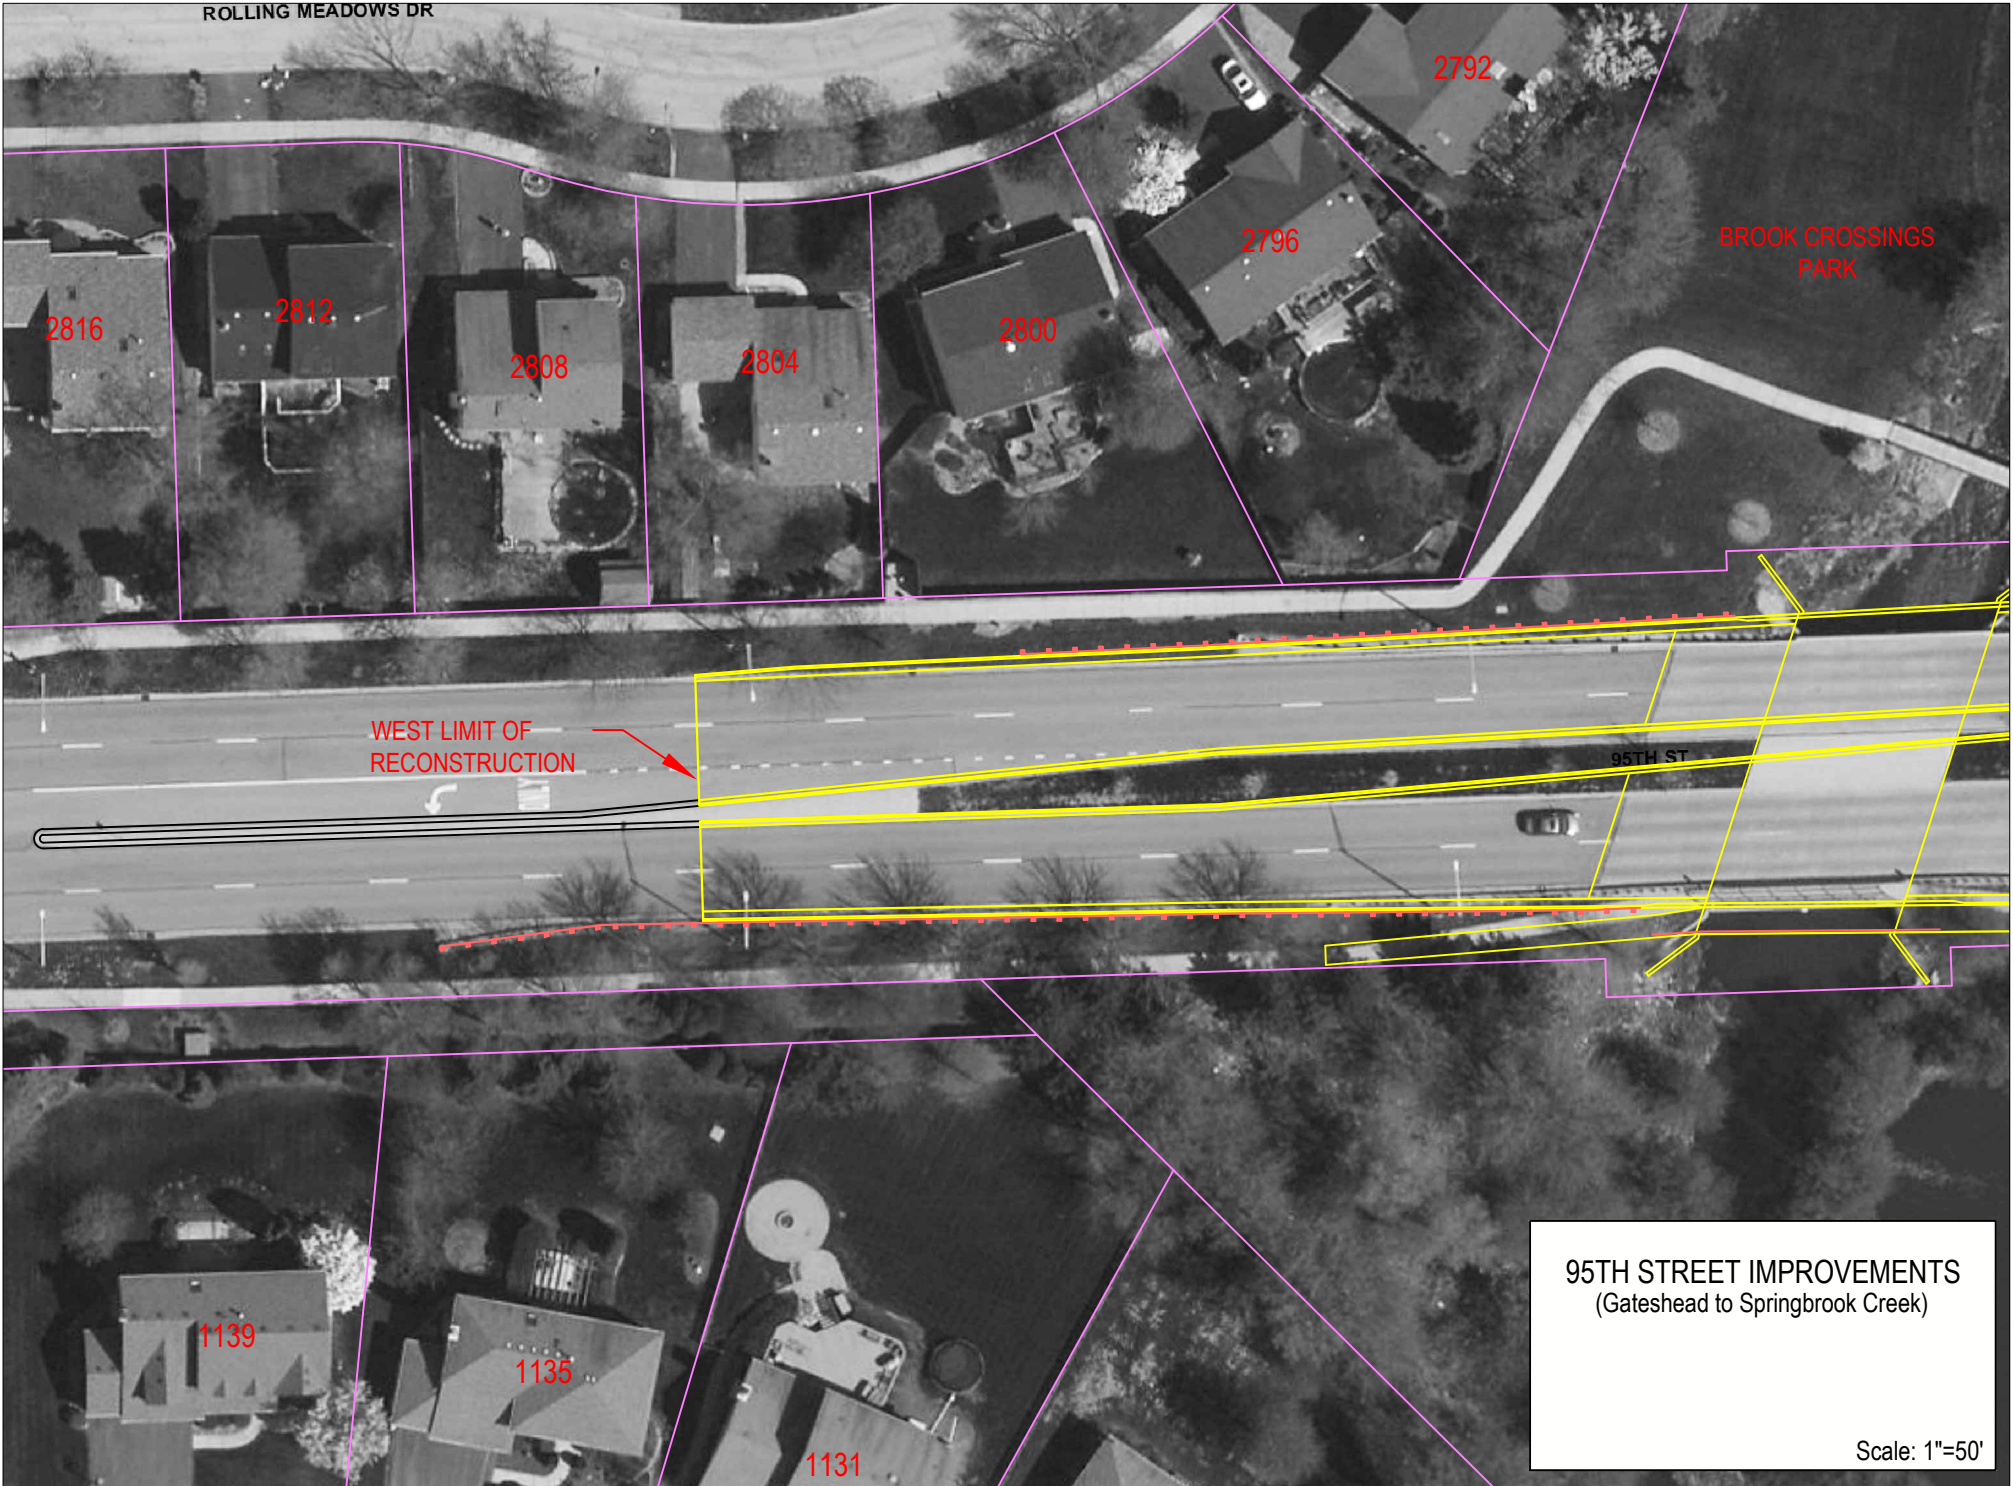 ROLLING MEADOWS DR
2792
BROOK CROSSINGS
PARK
2796
2816
2812
2808
2804
2800
WEST LIMIT OF
RECONSTRUCTION
ONLY
95TH ST
1139
1135
1131
95TH STREET IMPROVEMENTS
(Gateshead to Springbrook Creek)
Scale: 1"=50'